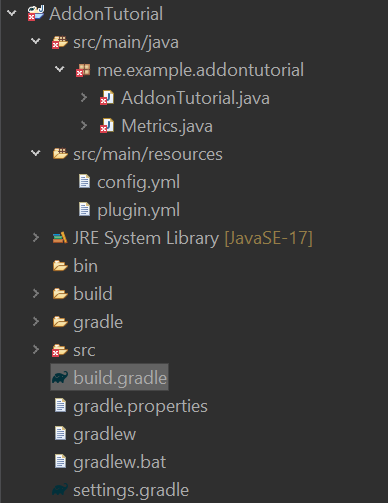 AddonTutorial
src/main/java
me.example.addontutorial
AddonTutorial.java
Metrics.java
src/main/resources
config.yml
plugin.yml
JRE System Library [JavaSE-17]
bin
build
gradle
src
build.gradle
gradle.properties
gradlew
gradlew.bat
settings.gradle